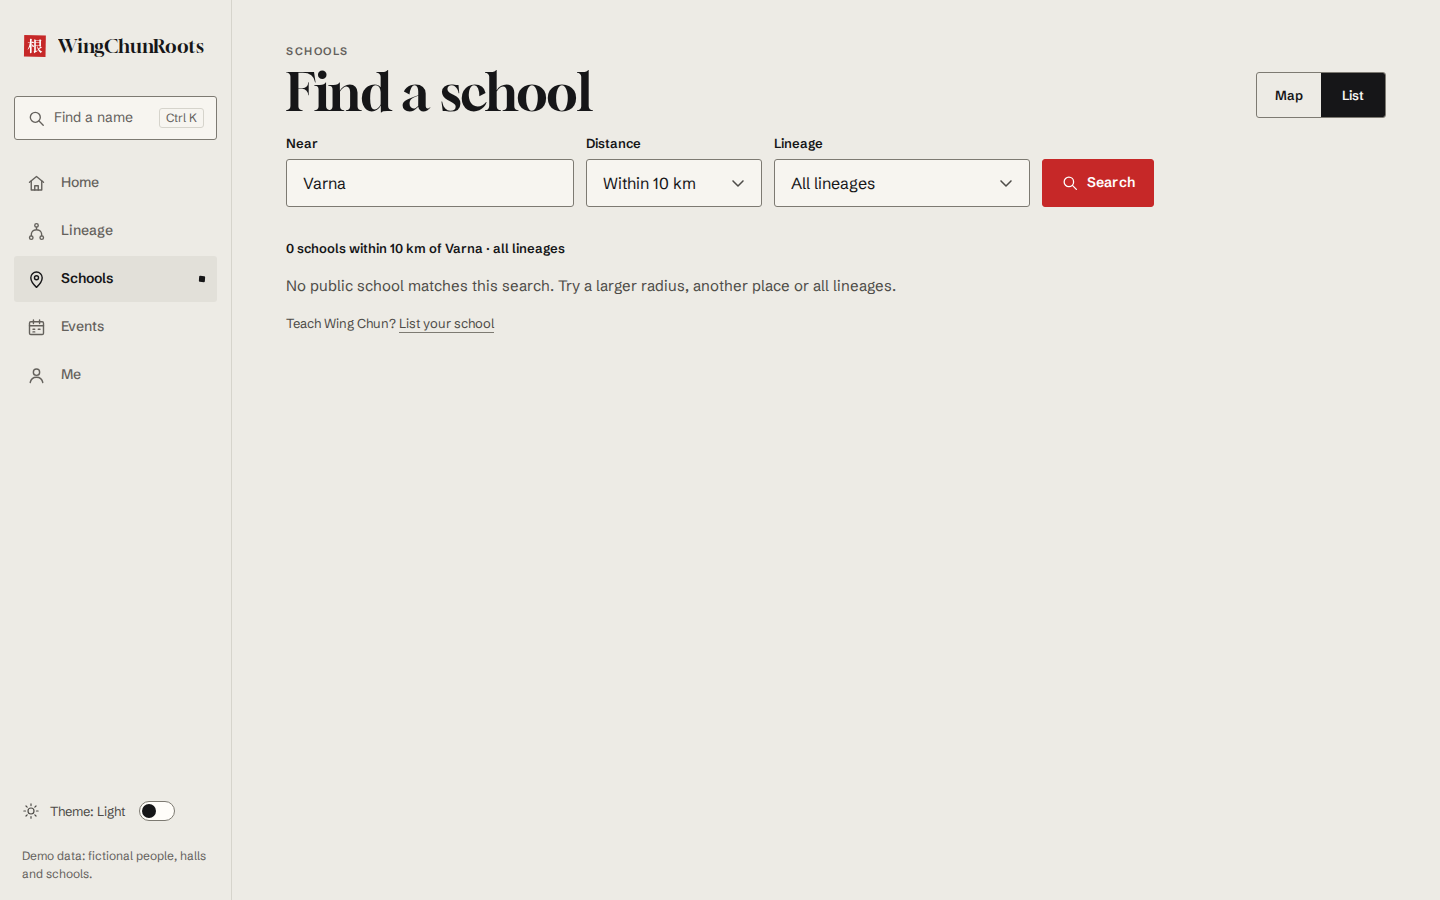 根 WingChunRoots
Find a name Ctrl K
Home
Lineage
Schools
Events
Me
Theme: Light
Demo data: fictional people, halls
and schools.
SCHOOLS
Find a school
Map List
Near Distance Lineage
Varna Within 10 km All lineages Search
0 schools within 10 km of Varna · all lineages
No public school matches this search. Try a larger radius, another place or all lineages.
Teach Wing Chun? List your school